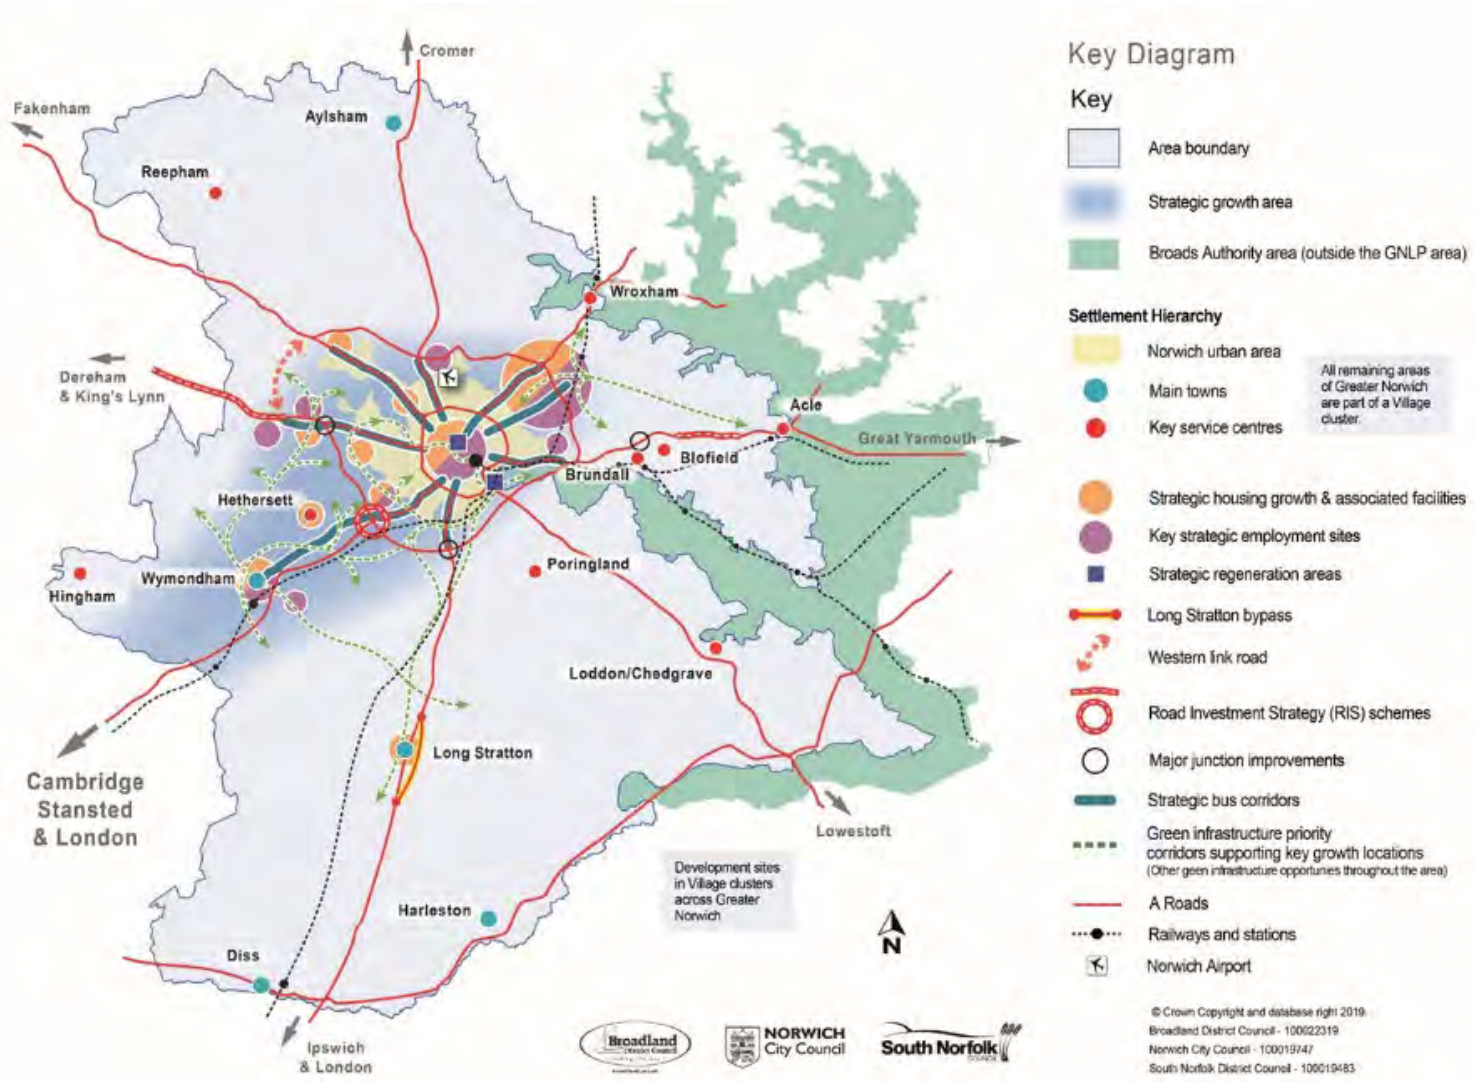 Cromer
Fakenham
Aylsham
Reepham
Wroxham
Dereham
& King's Lynn
Acle
Great Yarmouth
Blofield
Brundall
Hethersett
Poringland
Wymondham
Hingham
Loddon/Chedgrave
Long Stratton
Cambridge
Stansted
& London
Lowestoft
Development sites
in Village clusters
across Greater
Norwich
Harleston
N
Diss
Ipswich
& London
Key Diagram
Key
Area boundary
Strategic growth area
Broads Authority area (outside the GNLP area)
Settlement Hierarchy
Norwich urban area
Main towns
Key service centres
All remaining areas
of Greater Norwich
are part of a Village
cluster.
Strategic housing growth & associated facilities
Key strategic employment sites
Strategic regeneration areas
Long Stratton bypass
Western link road
Road Investment Strategy (RIS) schemes
Major junction improvements
Strategic bus corridors
Green infrastructure priority
corridors supporting key growth locations
(Other geen infrastructure opportunies throughout the area)
A Roads
Railways and stations
Norwich Airport
© Crown Copyright and database right 2019.
Broadland District Council - 100022319
Norwich City Council - 100019747
South Norfolk District Council - 100019483
Broadland
District Council
NORWICH
City Council
South Norfolk
COUNCIL